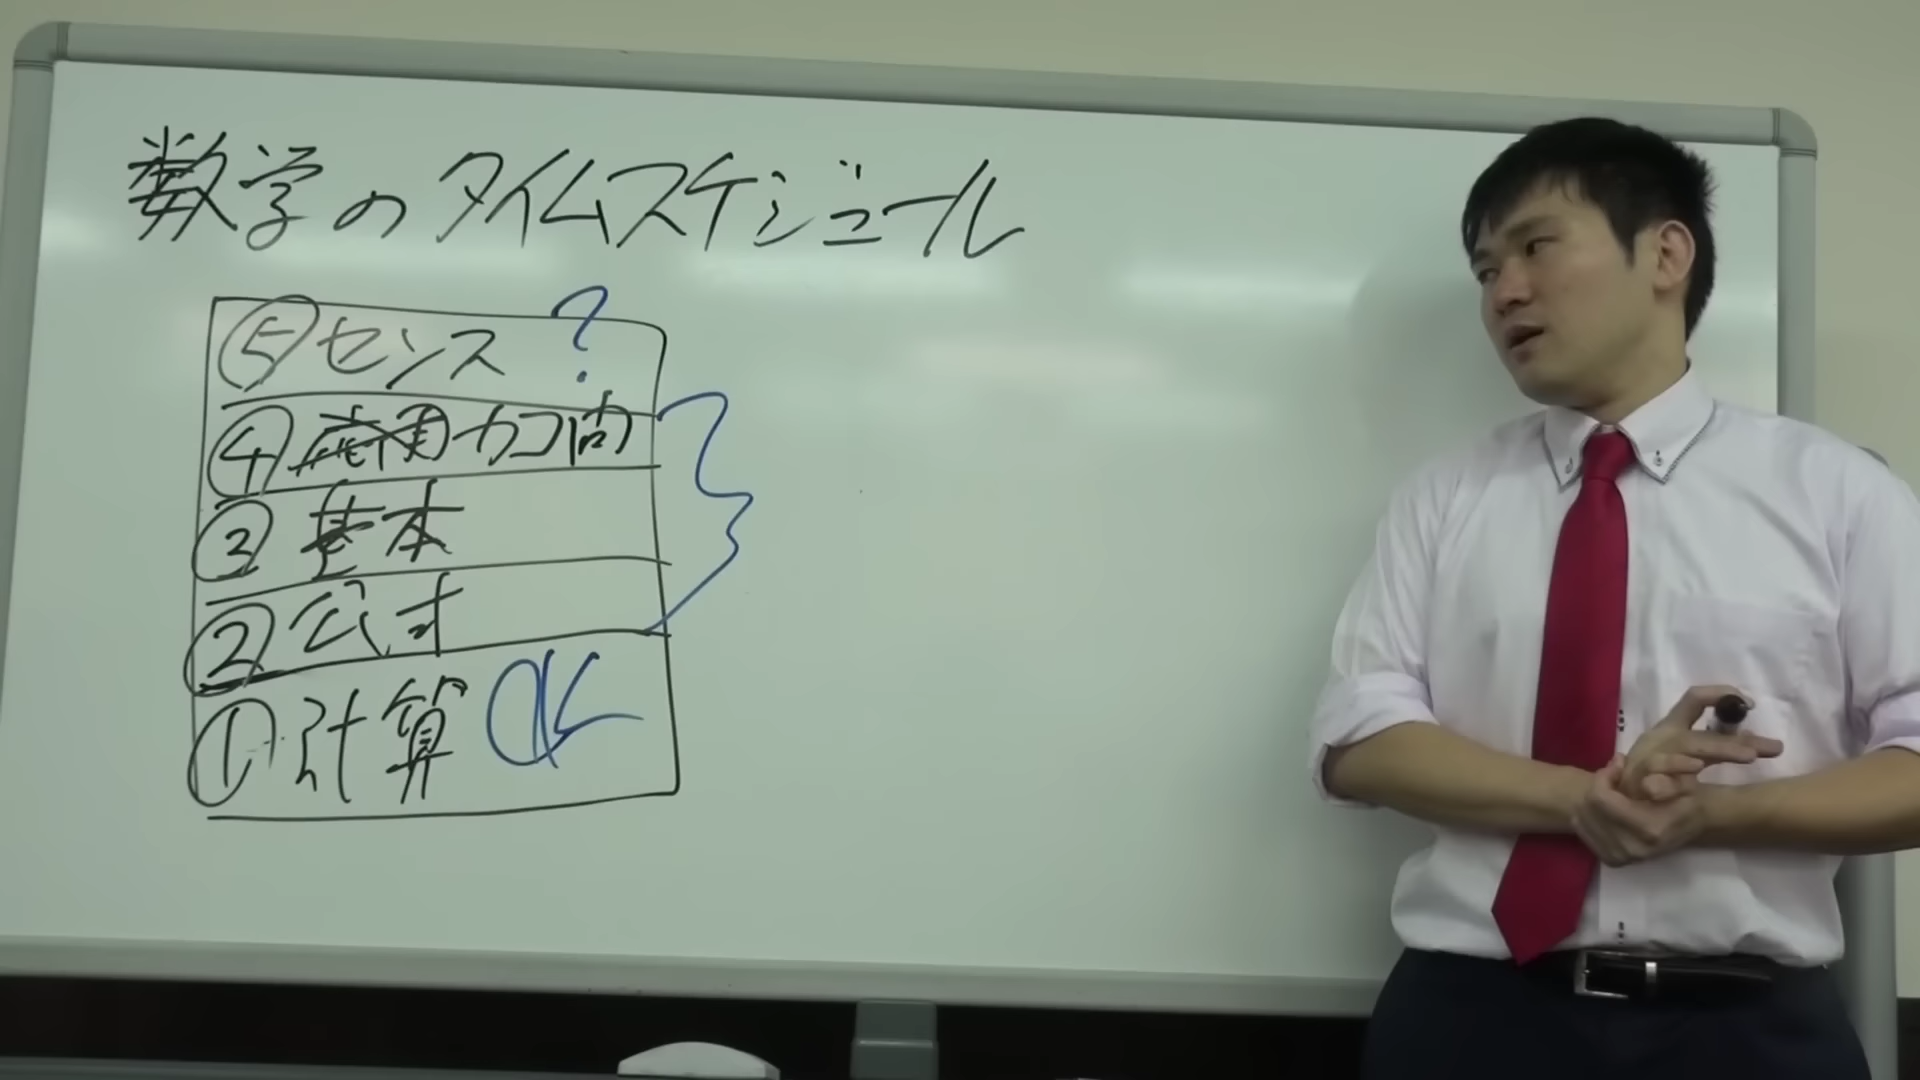 数学のタイムスケジュール
⑤センス ?
④応用力問
③基本
②公式
①計算 OK